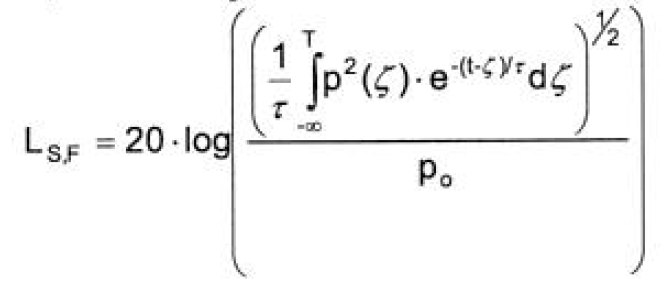 L_{S,F} = 20 · log( ( ( 1/τ ∫_{-∞}^{T} p²(ζ) · e^{-(t-ζ)/τ} dζ )^{1/2} ) / p_o )